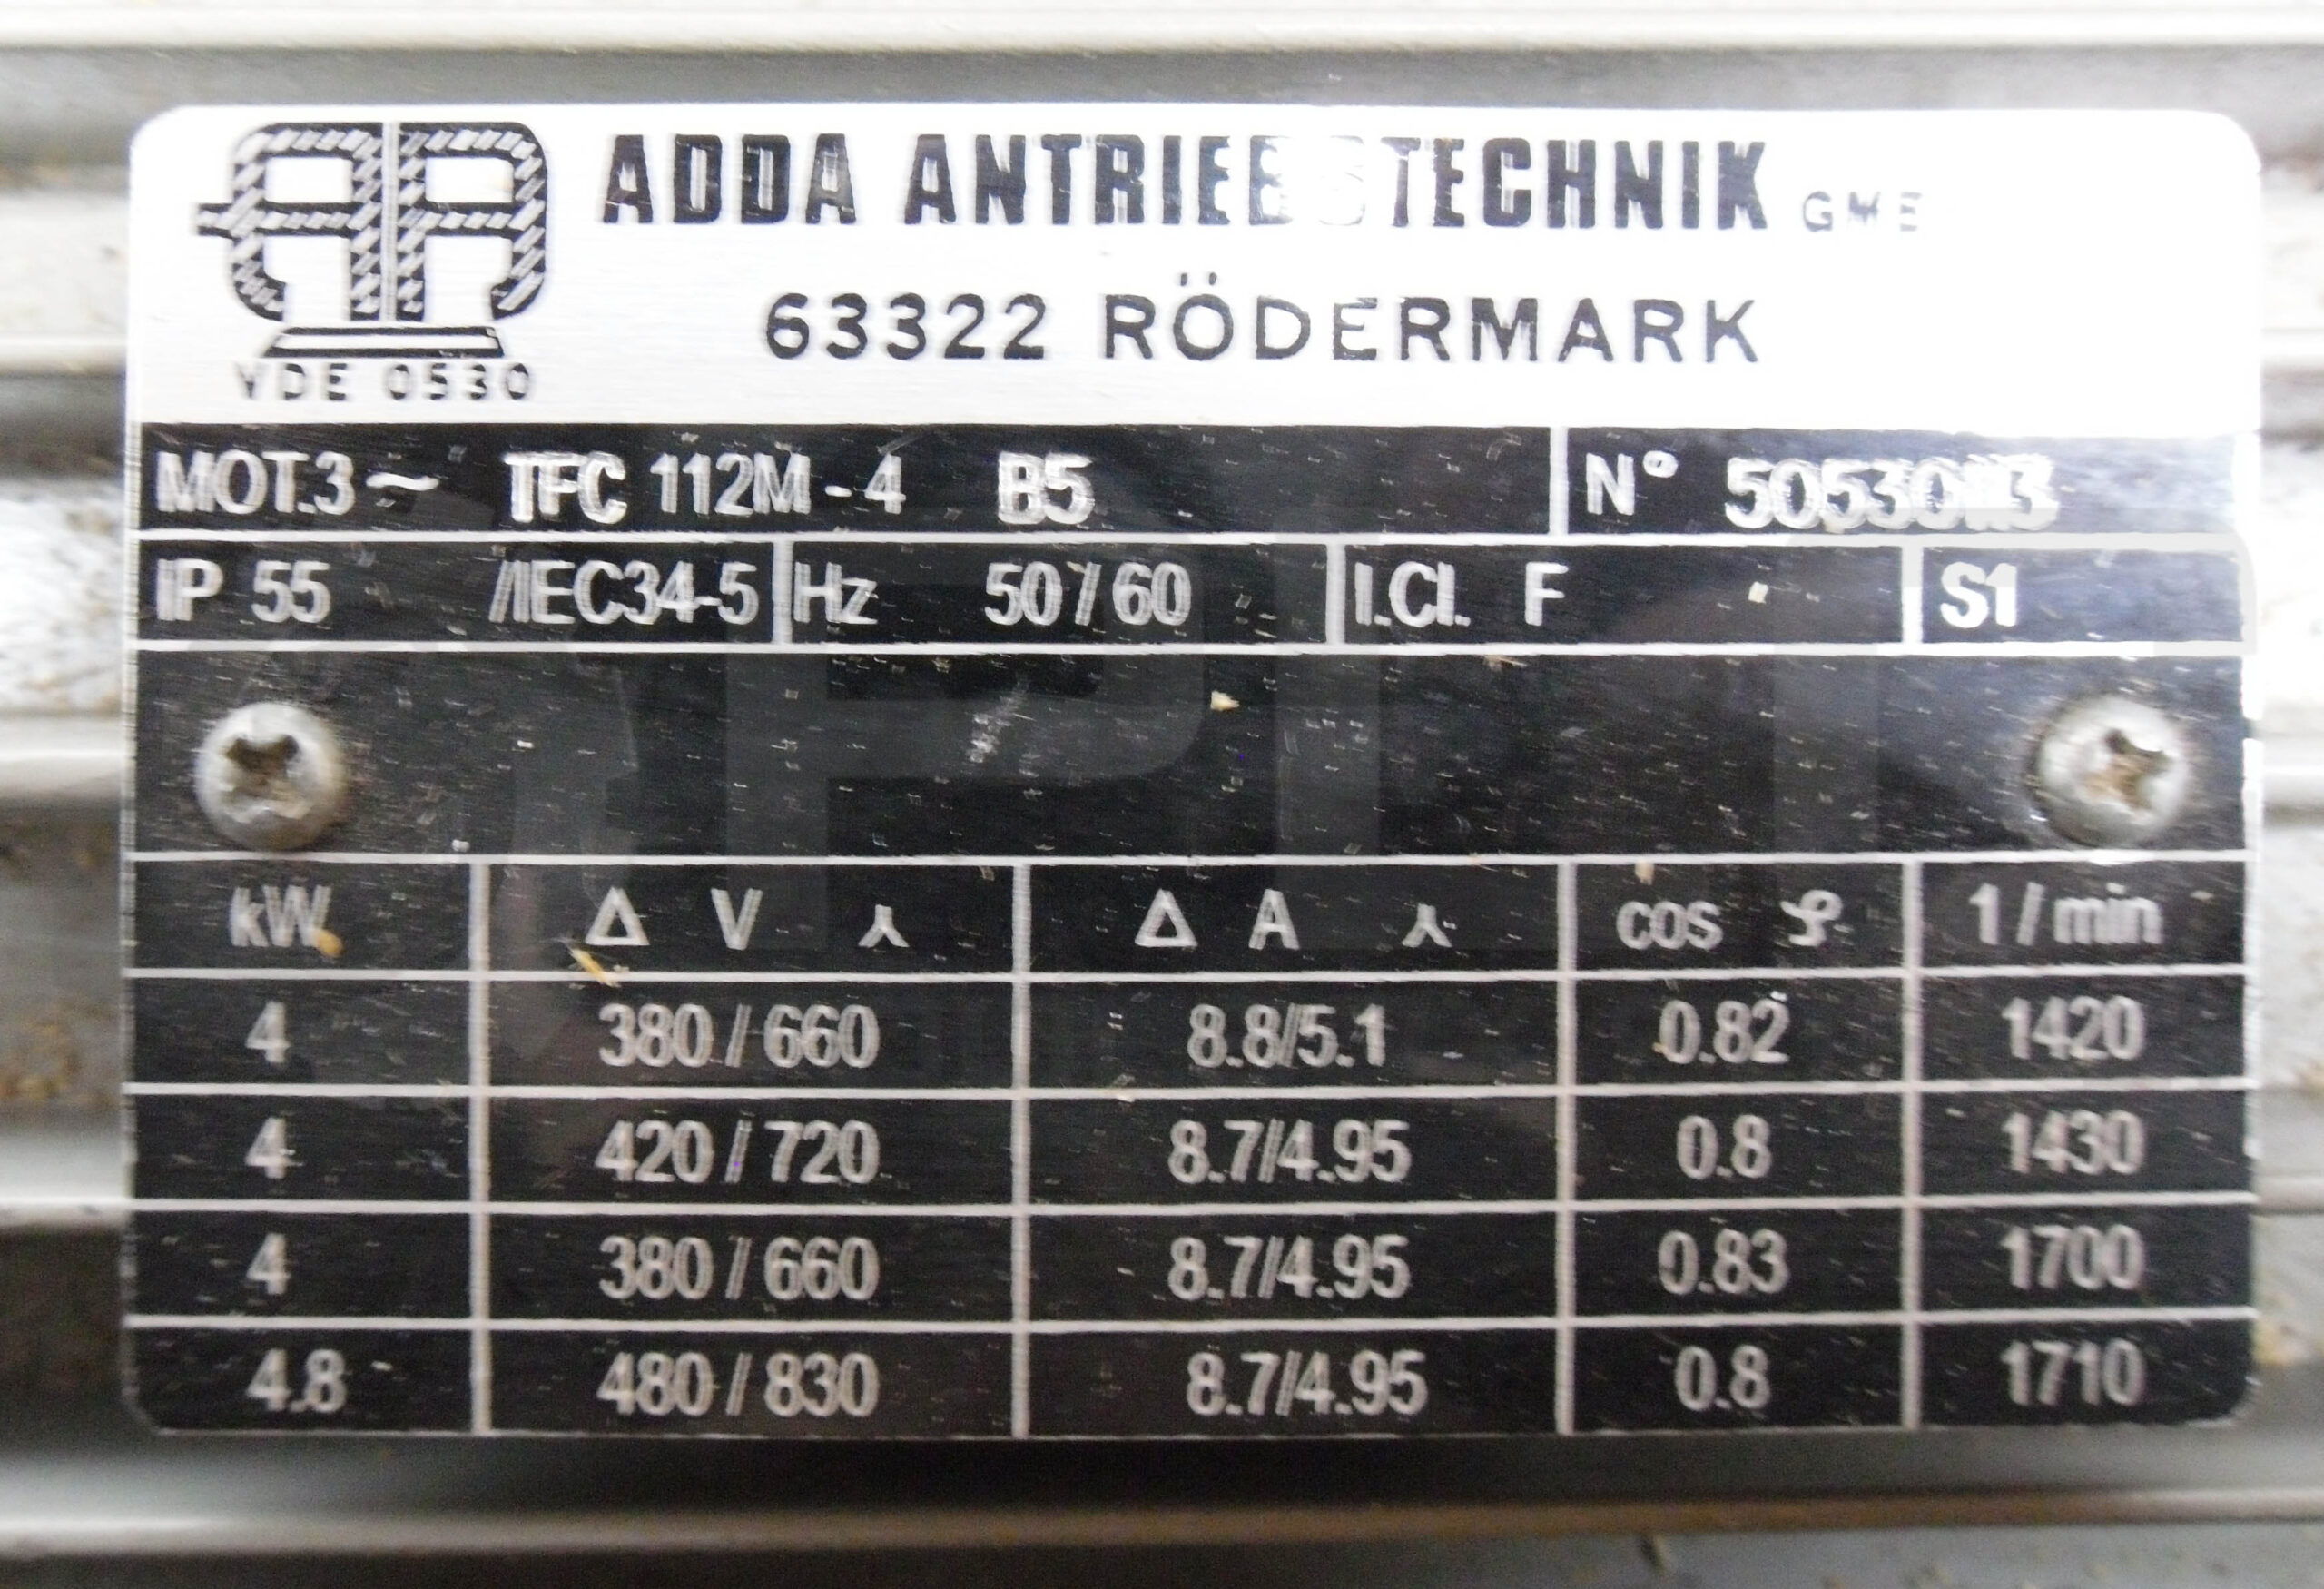 ADDA ANTRIEBSTECHNIK
63322 RÖDERMARK
VDE 0530
MOT.3~ TFC 112M - 4 B5 N°
IP 55 /IEC34-5 Hz 50 / 60 I.Cl. F S1
kW Δ V ⅄ Δ A ⅄ cos φ 1 / min
4 380 / 660 8.8/5.1 0.82 1420
4 420 / 720 8.7/4.95 0.8 1430
4 380 / 660 8.7/4.95 0.83 1700
4.8 480 / 830 8.7/4.95 0.8 1710